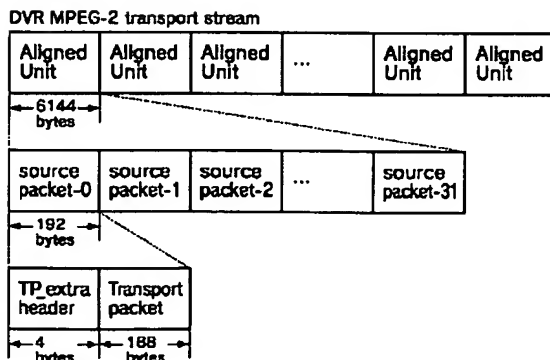 DVR MPEG-2 transport stream
Aligned Unit Aligned Unit Aligned Unit ... Aligned Unit Aligned Unit
6144 bytes
source packet-0 source packet-1 source packet-2 ... source packet-31
192 bytes
TP_extra header Transport packet
4 bytes 188 bytes